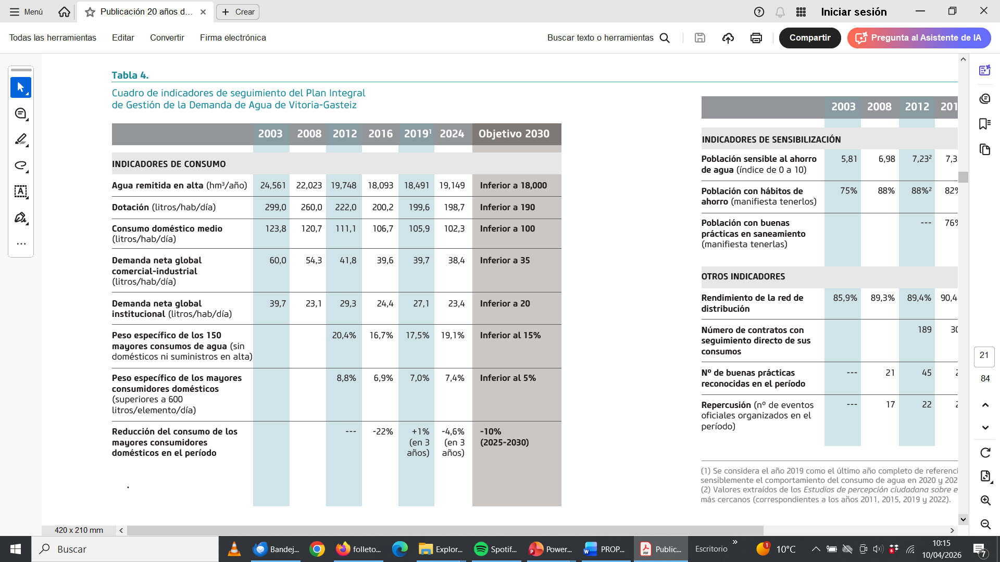 Menú
Publicación 20 años d...
Crear
Iniciar sesión
Todas las herramientas
Editar
Convertir
Firma electrónica
Buscar texto o herramientas
Compartir
Pregunta al Asistente de IA
Tabla 4.
Cuadro de indicadores de seguimiento del Plan Integral
de Gestión de la Demanda de Agua de Vitoria-Gasteiz
2003 2008 2012 2016 2019¹ 2024 Objetivo 2030
INDICADORES DE CONSUMO
Agua remitida en alta (hm³/año) 24,561 22,023 19,748 18,093 18,491 19,149 Inferior a 18,000
Dotación (litros/hab/día) 299,0 260,0 222,0 200,2 199,6 198,7 Inferior a 190
Consumo doméstico medio 123,8 120,7 111,1 106,7 105,9 102,3 Inferior a 100
(litros/hab/día)
Demanda neta global 60,0 54,3 41,8 39,6 39,7 38,4 Inferior a 35
comercial-industrial
(litros/hab/día)
Demanda neta global 39,7 23,1 29,3 24,4 27,1 23,4 Inferior a 20
institucional (litros/hab/día)
Peso específico de los 150 20,4% 16,7% 17,5% 19,1% Inferior al 15%
mayores consumos de agua (sin
domésticos ni suministros en alta)
Peso específico de los mayores 8,8% 6,9% 7,0% 7,4% Inferior al 5%
consumidores domésticos
(superiores a 600
litros/elemento/día)
Reducción del consumo de los --- -22% +1% -4,6% -10%
mayores consumidores (en 3 (en 3 (2025-2030)
domésticos en el período años) años)
.
2003 2008 2012 201
INDICADORES DE SENSIBILIZACIÓN
Población sensible al ahorro 5,81 6,98 7,23² 7,3
de agua (índice de 0 a 10)
Población con hábitos de 75% 88% 88%² 82%
ahorro (manifiesta tenerlos)
Población con buenas --- 76%
prácticas en saneamiento
(manifiesta tenerlas)
OTROS INDICADORES
Rendimiento de la red de 85,9% 89,3% 89,4% 90,4
distribución
Número de contratos con 189 30
seguimiento directo de sus
consumos
Nº de buenas prácticas --- 21 45
reconocidas en el período
Repercusión (nº de eventos --- 17 22
oficiales organizados en el
período)
(1) Se considera el año 2019 como el último año completo de referenci
sensiblemente el comportamiento del consumo de agua en 2020 y 202
(2) Valores extraídos de los Estudios de percepción ciudadana sobre e
más cercanos (correspondientes a los años 2011, 2015, 2019 y 2022).
21
84
420 x 210 mm
Buscar
Bandej...
folleto...
Explor...
Spotif...
Power...
PROP...
Public...
Escritorio
1
10°C
6
10:15
10/04/2026
7